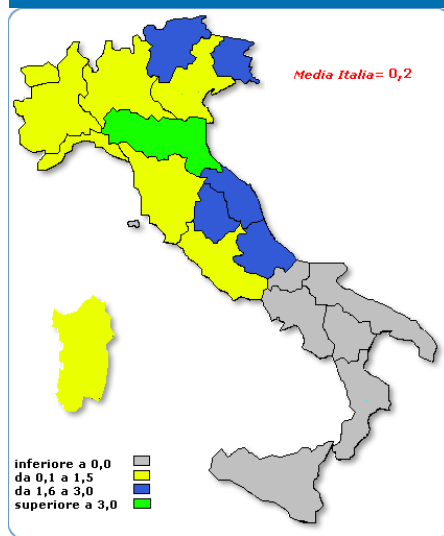 Media Italia= 0,2
inferiore a 0,0
da 0,1 a 1,5
da 1,6 a 3,0
superiore a 3,0